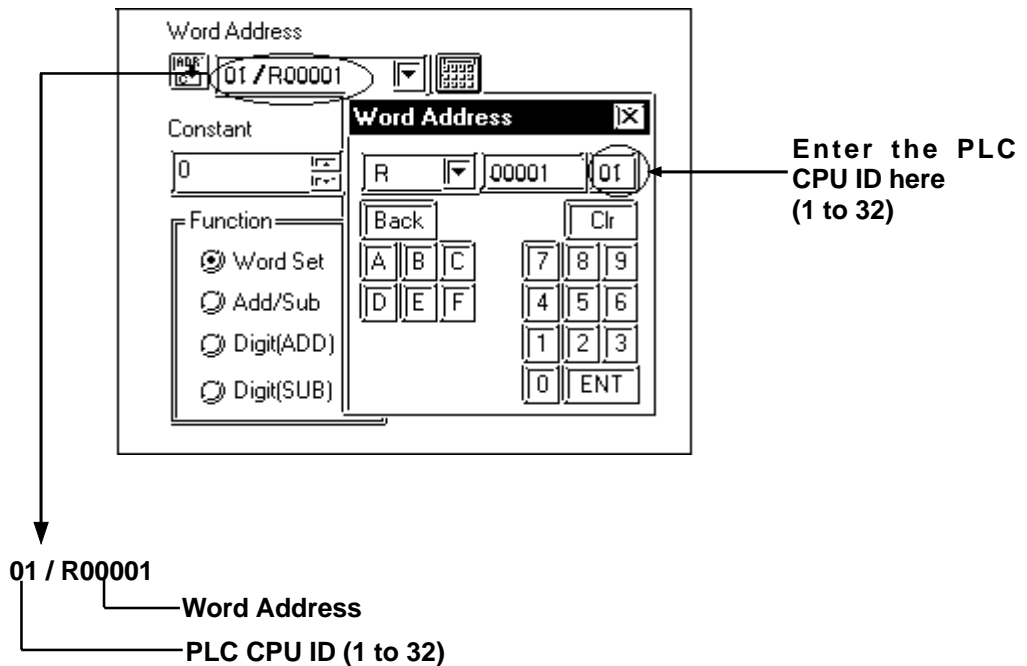 Word Address
01 /R00001
Word Address
Constant
0
R 00001 01
Enter the PLC
CPU ID here
(1 to 32)
Function
Back Clr
Word Set
A B C 7 8 9
Add/Sub
D E F 4 5 6
Digit(ADD)
1 2 3
Digit(SUB)
0 ENT
01 / R00001
Word Address
PLC CPU ID (1 to 32)